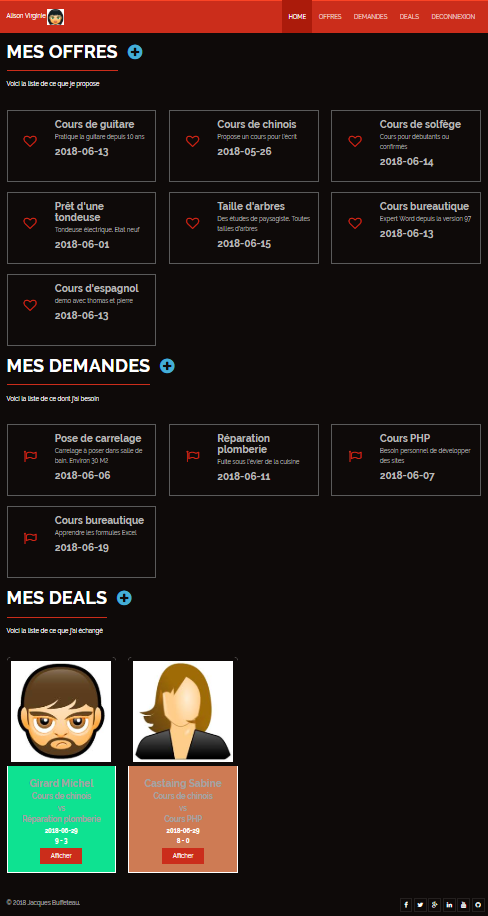 Alison Virginie
HOME OFFRES DEMANDES DEALS DECONNEXION
MES OFFRES
Voici la liste de ce que je propose
Cours de guitare
Pratique la guitare depuis 10 ans
2018-06-13
Cours de chinois
Propose un cours pour l'écrit
2018-05-26
Cours de solfège
Cours pour débutants ou
confirmés
2018-06-14
Prêt d'une
tondeuse
Tondeuse électrique. Etat neuf
2018-06-01
Taille d'arbres
Des études de paysagiste. Toutes
tailles d'arbres
2018-06-15
Cours bureautique
Expert Word depuis la version 97
2018-06-13
Cours d'espagnol
demo avec thomas et pierre
2018-06-13
MES DEMANDES
Voici la liste de ce dont j'ai besoin
Pose de carrelage
Carrelage à poser dans salle de
bain. Environ 30 M2
2018-06-06
Réparation
plomberie
Fuite sous l'évier de la cuisine
2018-06-11
Cours PHP
Besoin personnel de développer
des sites
2018-06-07
Cours bureautique
Apprendre les formules Excel
2018-06-19
MES DEALS
Voici la liste de ce que j'ai échangé
Girard Michel
Cours de chinois
vs
Réparation plomberie
2018-06-29
9 - 3
Afficher
Castaing Sabine
Cours de chinois
vs
Cours PHP
2018-06-29
8 - 0
Afficher
© 2018 Jacques Buffeteau.